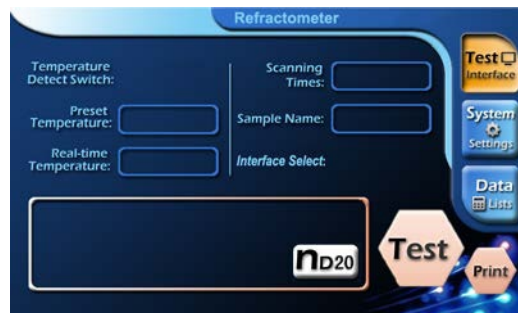 Refractometer
Temperature
Detect Switch:
Preset
Temperature:
Real-time
Temperature:
Scanning
Times:
Sample Name:
Interface Select:
nD20
Test
Print
Test
Interface
System
Settings
Data
Lists